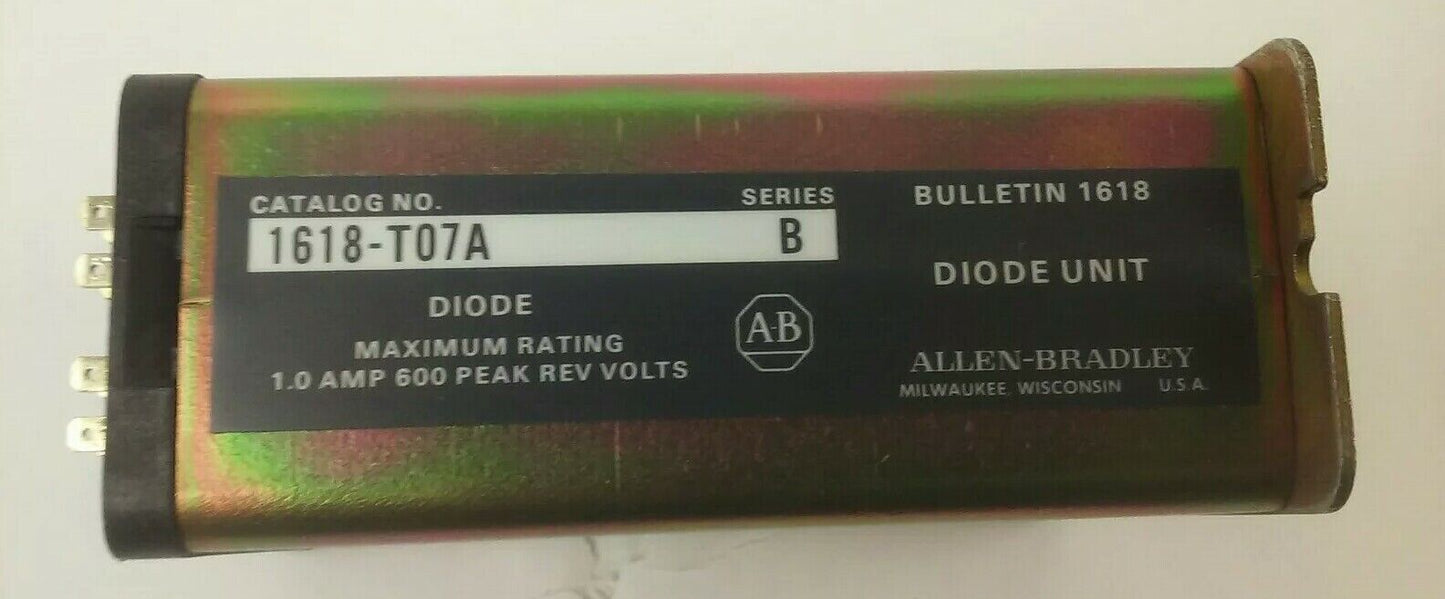 CATALOG NO. SERIES
1618-T07A B
DIODE
MAXIMUM RATING
1.0 AMP 600 PEAK REV VOLTS
A-B
BULLETIN 1618
DIODE UNIT
ALLEN-BRADLEY
MILWAUKEE, WISCONSIN U.S.A.